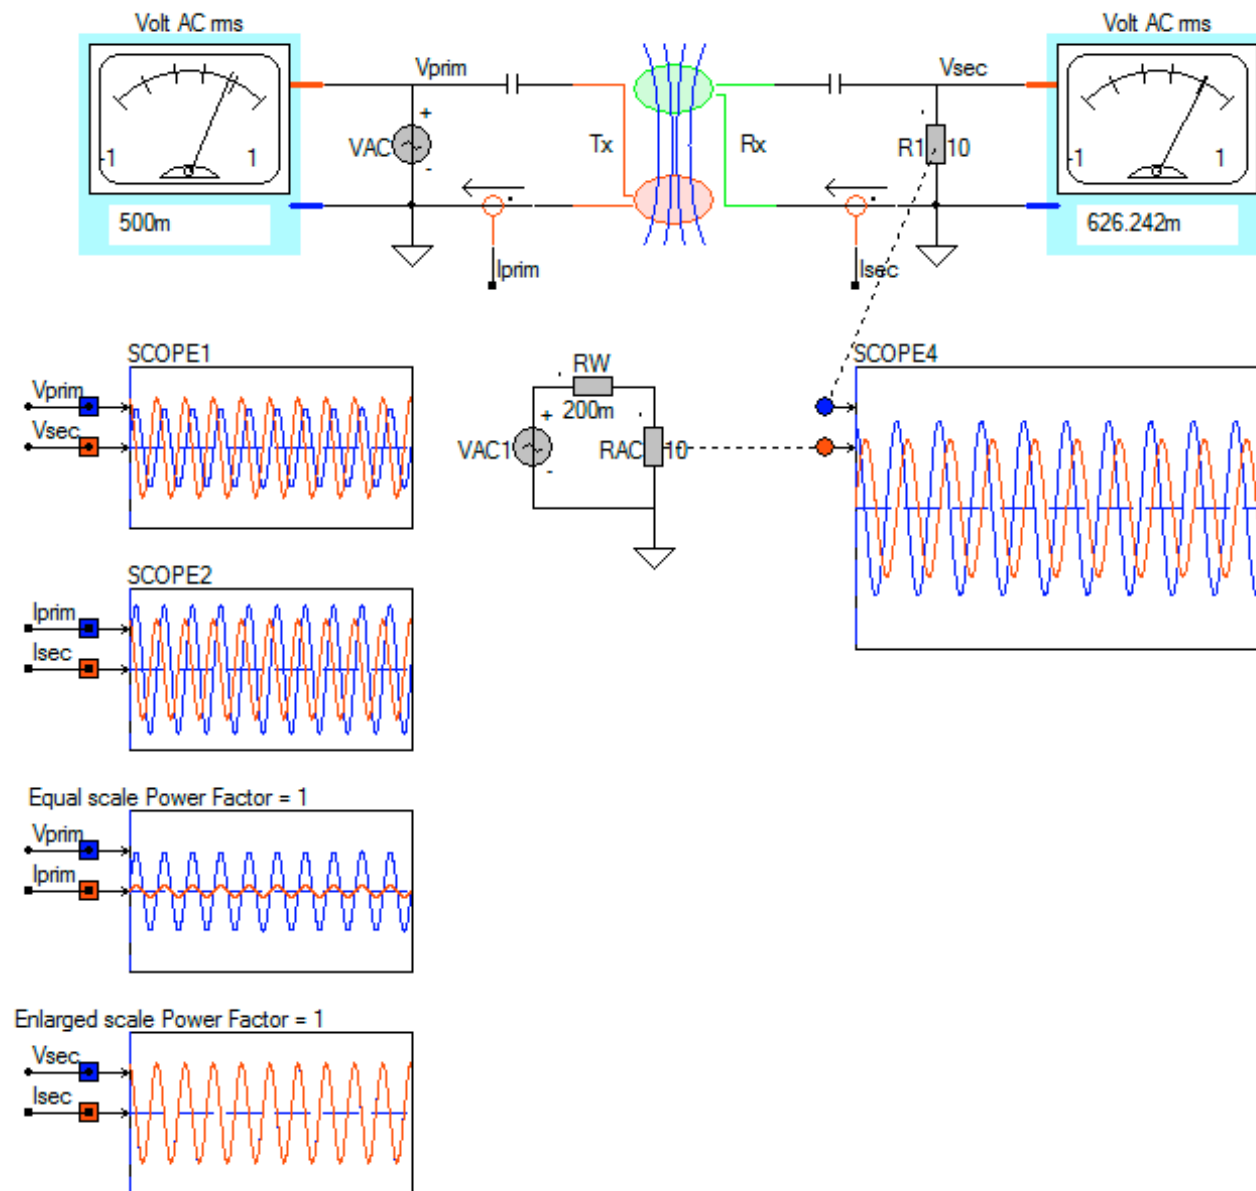 Volt AC rms
Volt AC rms
Vprim
Vsec
-1
1
-1
1
+
VAC
-
Tx
Rx
R1
10
500m
626.242m
Iprim
Isec
SCOPE1
Vprim
Vsec
RW
200m
+
VAC1
-
RAC
10
SCOPE4
SCOPE2
Iprim
Isec
Equal scale Power Factor = 1
Vprim
Iprim
Enlarged scale Power Factor = 1
Vsec
Isec